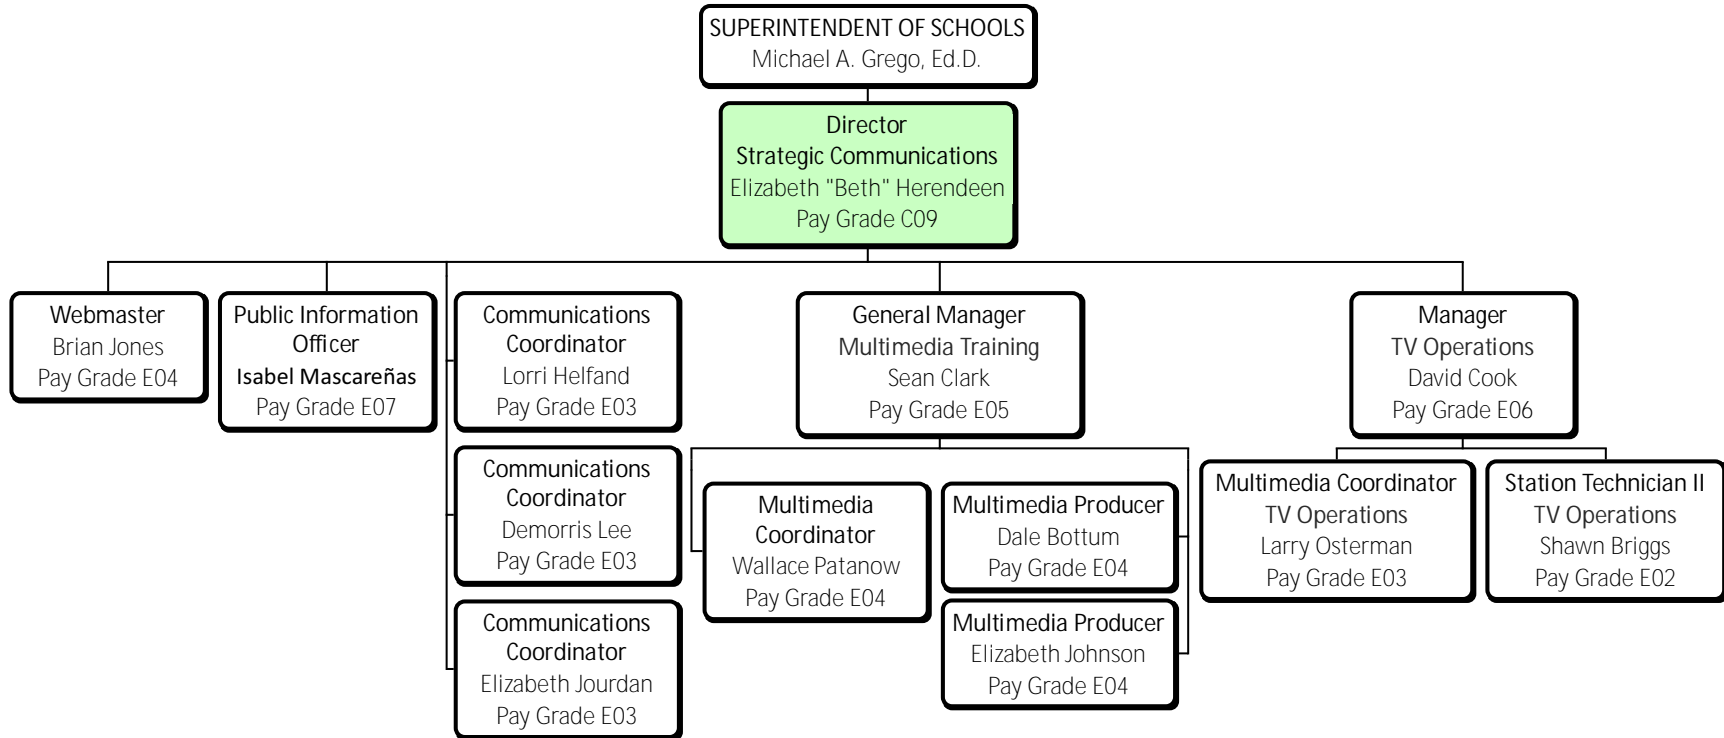 SUPERINTENDENT OF SCHOOLS
Michael A. Grego, Ed.D.
Director
Strategic Communications
Elizabeth "Beth" Herendeen
Pay Grade C09
Webmaster
Brian Jones
Pay Grade E04
Public Information
Officer
Isabel Mascareñas
Pay Grade E07
Communications
Coordinator
Lorri Helfand
Pay Grade E03
Communications
Coordinator
Demorris Lee
Pay Grade E03
Communications
Coordinator
Elizabeth Jourdan
Pay Grade E03
General Manager
Multimedia Training
Sean Clark
Pay Grade E05
Multimedia
Coordinator
Wallace Patanow
Pay Grade E04
Multimedia Producer
Dale Bottum
Pay Grade E04
Multimedia Producer
Elizabeth Johnson
Pay Grade E04
Manager
TV Operations
David Cook
Pay Grade E06
Multimedia Coordinator
TV Operations
Larry Osterman
Pay Grade E03
Station Technician II
TV Operations
Shawn Briggs
Pay Grade E02